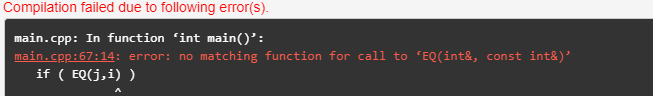 Compilation failed due to following error(s).
main.cpp: In function ‘int main()’:
main.cpp:67:14: error: no matching function for call to ‘EQ(int&, const int&)’
if ( EQ(j,i) )
^